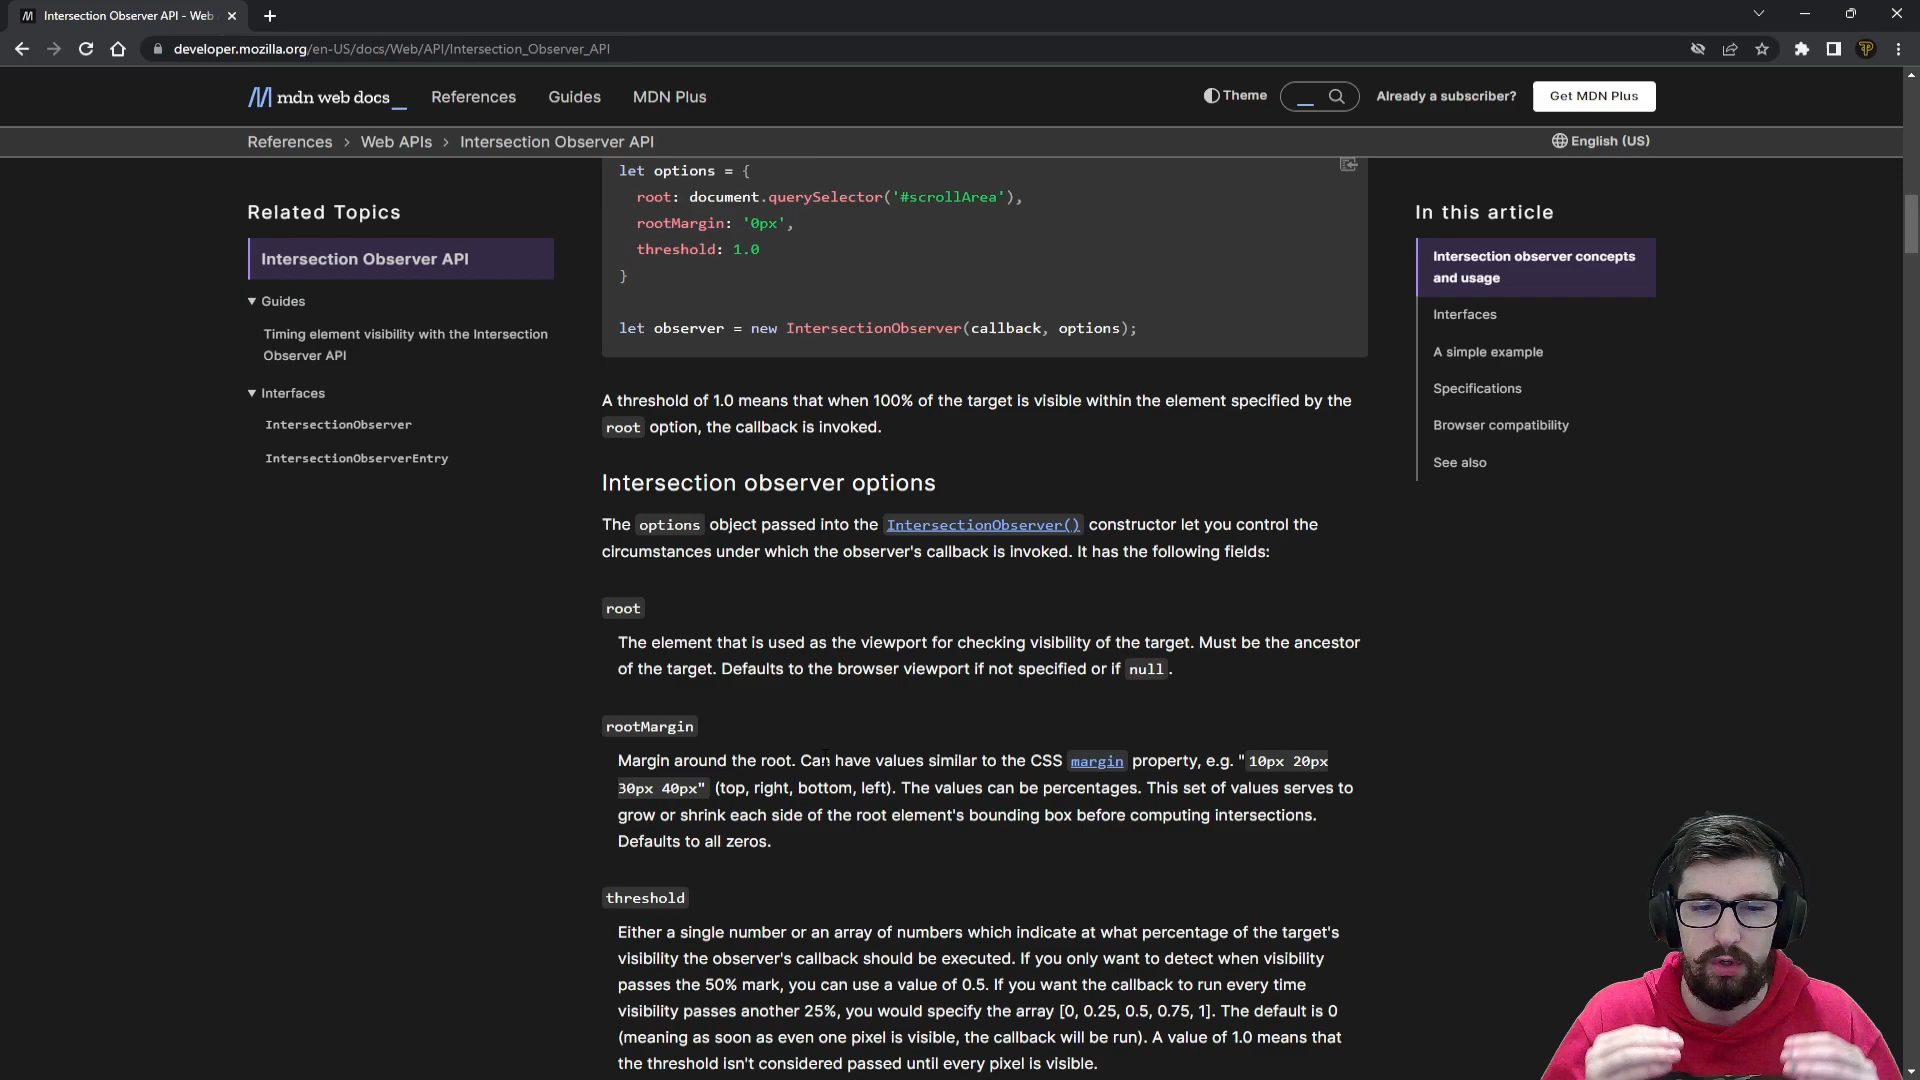 Intersection Observer API - Web
developer.mozilla.org/en-US/docs/Web/API/Intersection_Observer_API
mdn web docs_
References
Guides
MDN Plus
Theme
Already a subscriber?
Get MDN Plus
References > Web APIs > Intersection Observer API
English (US)
Related Topics
Intersection Observer API
Guides
Timing element visibility with the Intersection
Observer API
Interfaces
IntersectionObserver
IntersectionObserverEntry
let options = {
root: document.querySelector('#scrollArea'),
rootMargin: '0px',
threshold: 1.0
}
let observer = new IntersectionObserver(callback, options);
A threshold of 1.0 means that when 100% of the target is visible within the element specified by the
root option, the callback is invoked.
Intersection observer options
The options object passed into the IntersectionObserver() constructor let you control the
circumstances under which the observer's callback is invoked. It has the following fields:
root
The element that is used as the viewport for checking visibility of the target. Must be the ancestor
of the target. Defaults to the browser viewport if not specified or if null.
rootMargin
Margin around the root. Can have values similar to the CSS margin property, e.g. "10px 20px
30px 40px" (top, right, bottom, left). The values can be percentages. This set of values serves to
grow or shrink each side of the root element's bounding box before computing intersections.
Defaults to all zeros.
threshold
Either a single number or an array of numbers which indicate at what percentage of the target's
visibility the observer's callback should be executed. If you only want to detect when visibility
passes the 50% mark, you can use a value of 0.5. If you want the callback to run every time
visibility passes another 25%, you would specify the array [0, 0.25, 0.5, 0.75, 1]. The default is 0
(meaning as soon as even one pixel is visible, the callback will be run). A value of 1.0 means that
the threshold isn't considered passed until every pixel is visible.
In this article
Intersection observer concepts
and usage
Interfaces
A simple example
Specifications
Browser compatibility
See also